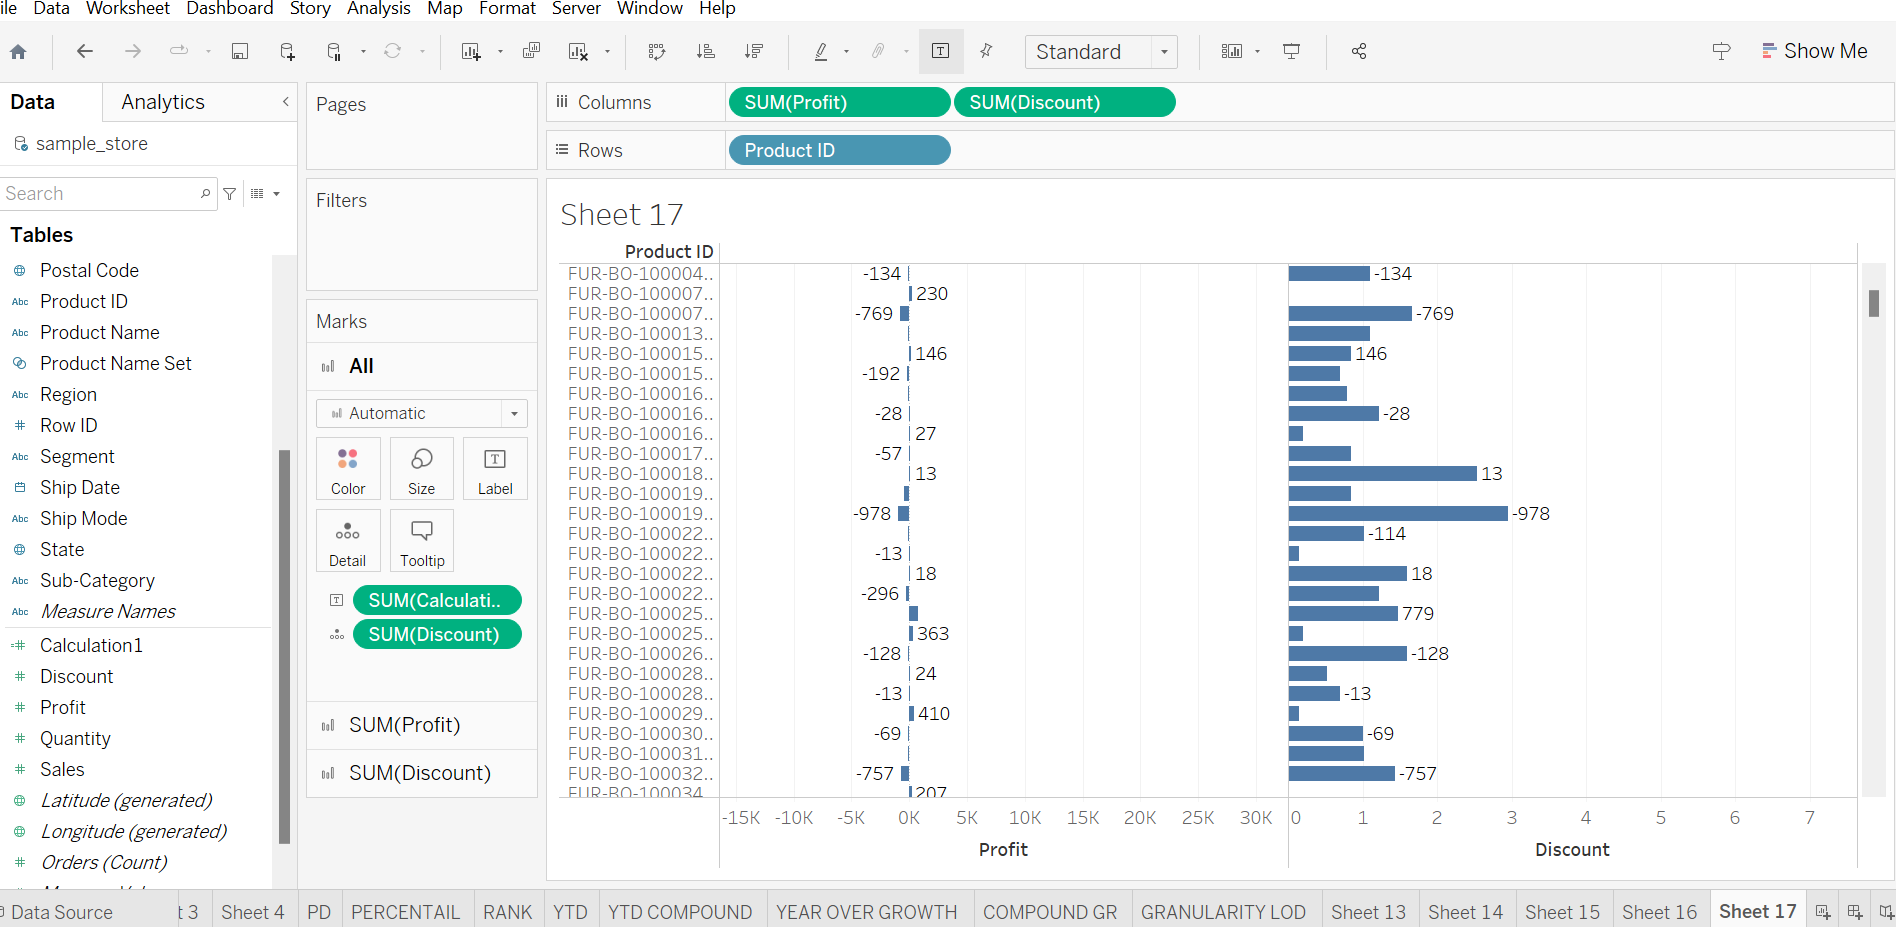 ile Data Worksheet Dashboard Story Analysis Map Format Server Window Help
Standard
Show Me
Data Analytics
sample_store
Search
Tables
Postal Code
Abc Product ID
Abc Product Name
Product Name Set
Abc Region
# Row ID
Abc Segment
Ship Date
Abc Ship Mode
State
Abc Sub-Category
Abc Measure Names
=# Calculation1
# Discount
# Profit
# Quantity
# Sales
Latitude (generated)
Longitude (generated)
# Orders (Count)
Pages
Filters
Marks
All
Automatic
Color Size Label
Detail Tooltip
SUM(Calculati..
SUM(Discount)
SUM(Profit)
SUM(Discount)
Columns SUM(Profit) SUM(Discount)
Rows Product ID
Sheet 17
Product ID
FUR-BO-100004.. -134 -134
FUR-BO-100007.. 230
FUR-BO-100007.. -769 -769
FUR-BO-100013..
FUR-BO-100015.. 146 146
FUR-BO-100015.. -192
FUR-BO-100016..
FUR-BO-100016.. -28 -28
FUR-BO-100016.. 27
FUR-BO-100017.. -57
FUR-BO-100018.. 13 13
FUR-BO-100019..
FUR-BO-100019.. -978 -978
FUR-BO-100022.. -114
FUR-BO-100022.. -13
FUR-BO-100022.. 18 18
FUR-BO-100022.. -296
FUR-BO-100025.. 779
FUR-BO-100025.. 363
FUR-BO-100026.. -128 -128
FUR-BO-100028.. 24
FUR-BO-100028.. -13 -13
FUR-BO-100029.. 410
FUR-BO-100030.. -69 -69
FUR-BO-100031..
FUR-BO-100032.. -757 -757
FUR-BO-100034.. 207
-15K -10K -5K 0K 5K 10K 15K 20K 25K 30K 0 1 2 3 4 5 6 7
Profit Discount
Data Source t 3 Sheet 4 PD PERCENTAIL RANK YTD YTD COMPOUND YEAR OVER GROWTH COMPOUND GR GRANULARITY LOD Sheet 13 Sheet 14 Sheet 15 Sheet 16 Sheet 17